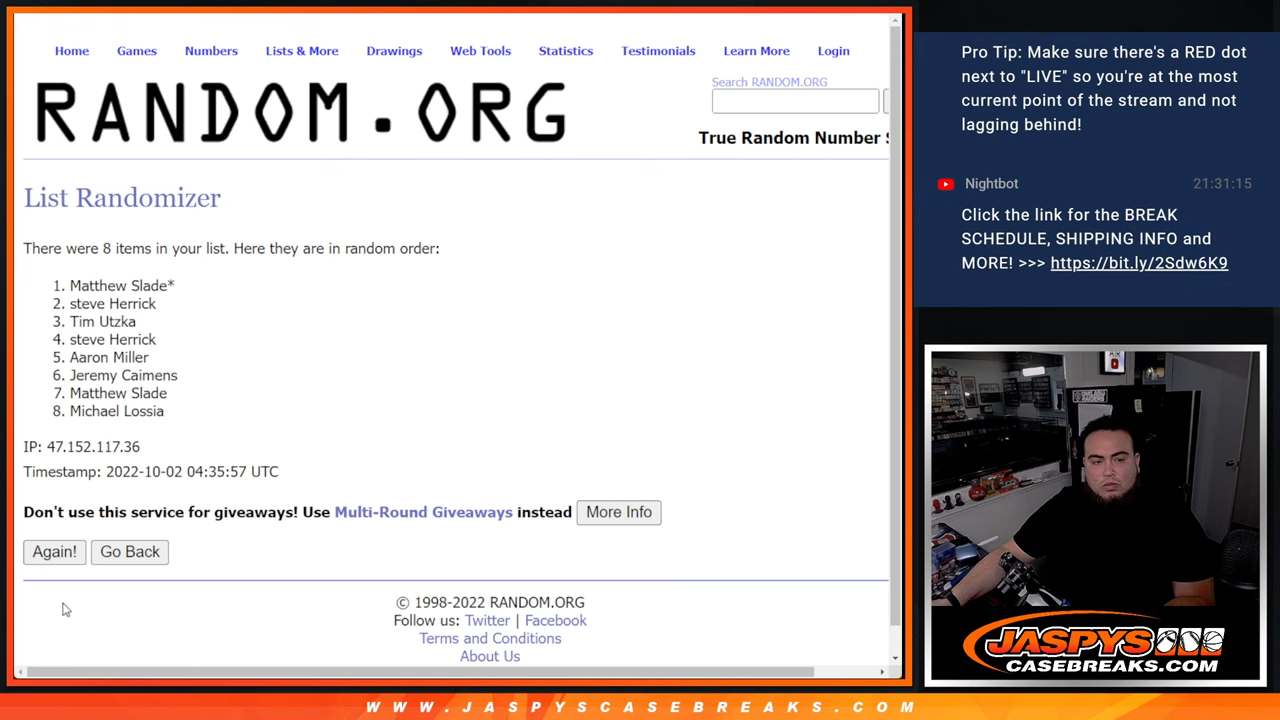 Home Games Numbers Lists & More Drawings Web Tools Statistics Testimonials Learn More Login
Search RANDOM.ORG
RANDOM.ORG
True Random Number S
List Randomizer
There were 8 items in your list. Here they are in random order:
1. Matthew Slade*
2. steve Herrick
3. Tim Utzka
4. steve Herrick
5. Aaron Miller
6. Jeremy Caimens
7. Matthew Slade
8. Michael Lossia
IP: 47.152.117.36
Timestamp: 2022-10-02 04:35:57 UTC
Don't use this service for giveaways! Use Multi-Round Giveaways instead More Info
Again! Go Back
© 1998-2022 RANDOM.ORG
Follow us: Twitter | Facebook
Terms and Conditions
About Us
Pro Tip: Make sure there's a RED dot
next to "LIVE" so you're at the most
current point of the stream and not
lagging behind!
Nightbot 21:31:15
Click the link for the BREAK
SCHEDULE, SHIPPING INFO and
MORE! >>> https://bit.ly/2Sdw6K9
JASPYS
CASEBREAKS.COM
WWW.JASPYSCASEBREAKS.COM